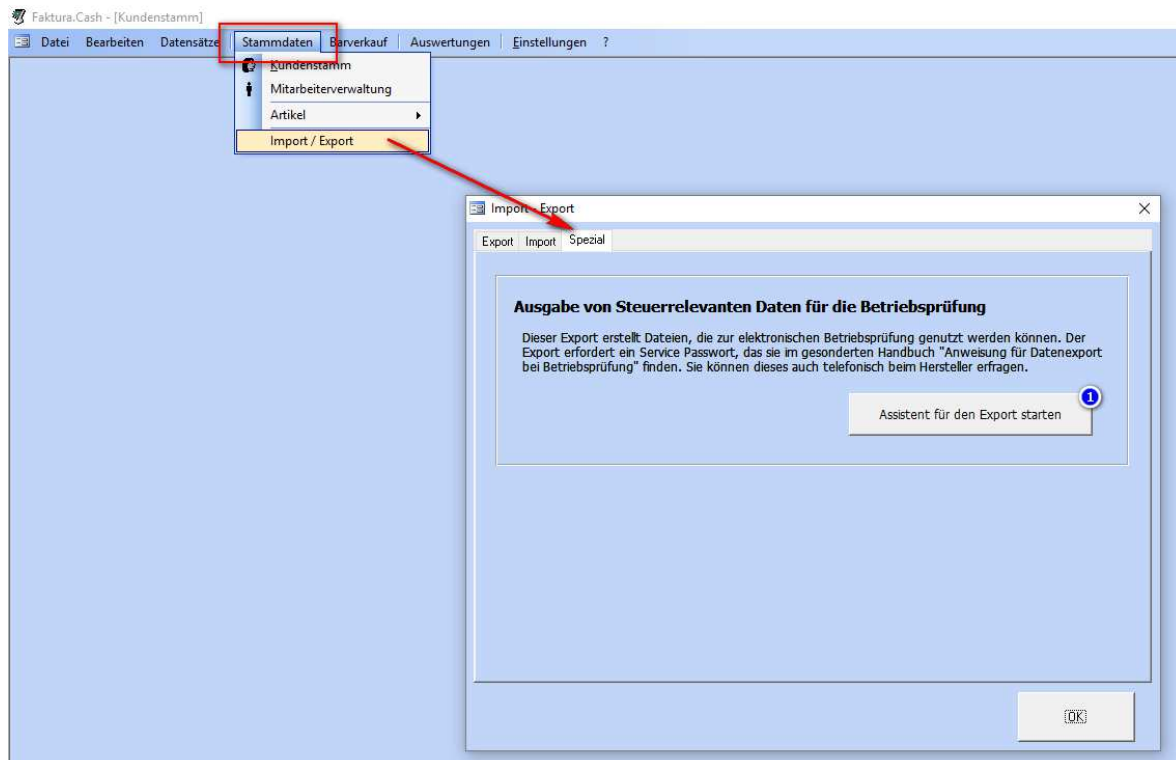 Faktura.Cash - [Kundenstamm]
Datei Bearbeiten Datensätze Stammdaten Barverkauf Auswertungen Einstellungen ?
Kundenstamm
Mitarbeiterverwaltung
Artikel
Import / Export
Import - Export
Export Import Spezial
Ausgabe von Steuerrelevanten Daten für die Betriebsprüfung
Dieser Export erstellt Dateien, die zur elektronischen Betriebsprüfung genutzt werden können. Der
Export erfordert ein Service Passwort, das sie im gesonderten Handbuch "Anweisung für Datenexport
bei Betriebsprüfung" finden. Sie können dieses auch telefonisch beim Hersteller erfragen.
1
Assistent für den Export starten
OK